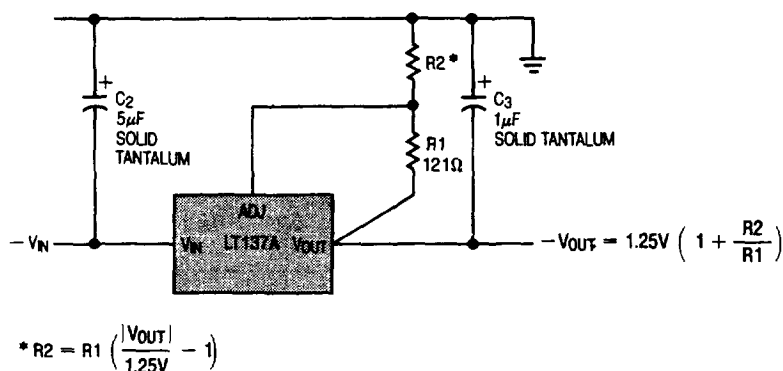 R2*
+
C2
5µF
SOLID
TANTALUM
+
C3
1µF
SOLID TANTALUM
R1
121Ω
ADJ
−VIN
VIN LT137A VOUT
−VOUT = 1.25V ( 1 + R2/R1 )
* R2 = R1 ( |VOUT|/1.25V − 1 )